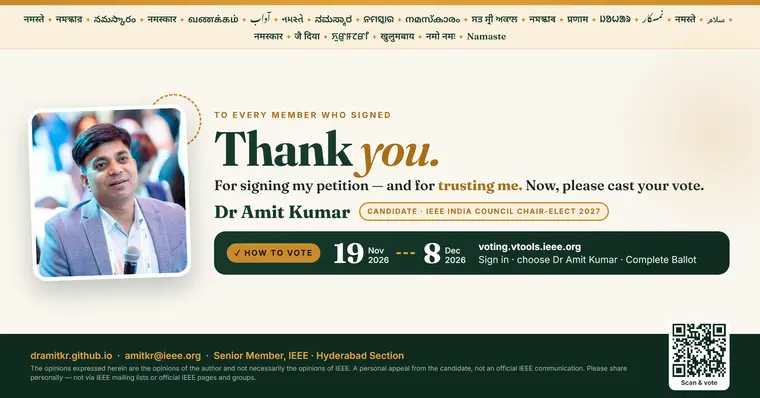 नमस्ते ✦ নমস্কাৰ ✦ నమస్కారం ✦ नमस्कार ✦ வணக்கம் ✦ آداب ✦ નમસ્તે ✦ ನಮಸ್ಕಾರ ✦ ନମସ୍କାର ✦ നമസ്കാരം ✦ ਸਤ ਸ੍ਰੀ ਅਕਾਲ ✦ নমস্কাৰ ✦ प्रणाम ✦ ᱡᱚᱦᱟᱨ ✦ نمسکار ✦ नमस्ते ✦ سلام ✦
नमस्कार ✦ जै दिया ✦ ✦ खुलुमबाय ✦ नमो नमः ✦ Namaste
TO EVERY MEMBER WHO SIGNED
Thank you.
For signing my petition — and for trusting me. Now, please cast your vote.
Dr Amit Kumar CANDIDATE · IEEE INDIA COUNCIL CHAIR-ELECT 2027
✓ HOW TO VOTE 19 Nov 2026 --- 8 Dec 2026 voting.vtools.ieee.org
Sign in · choose Dr Amit Kumar · Complete Ballot
dramitkr.github.io · amitkr@ieee.org · Senior Member, IEEE · Hyderabad Section
The opinions expressed herein are the opinions of the author and not necessarily the opinions of IEEE. A personal appeal from the candidate, not an official IEEE communication. Please share
personally — not via IEEE mailing lists or official IEEE pages and groups.
Scan & vote